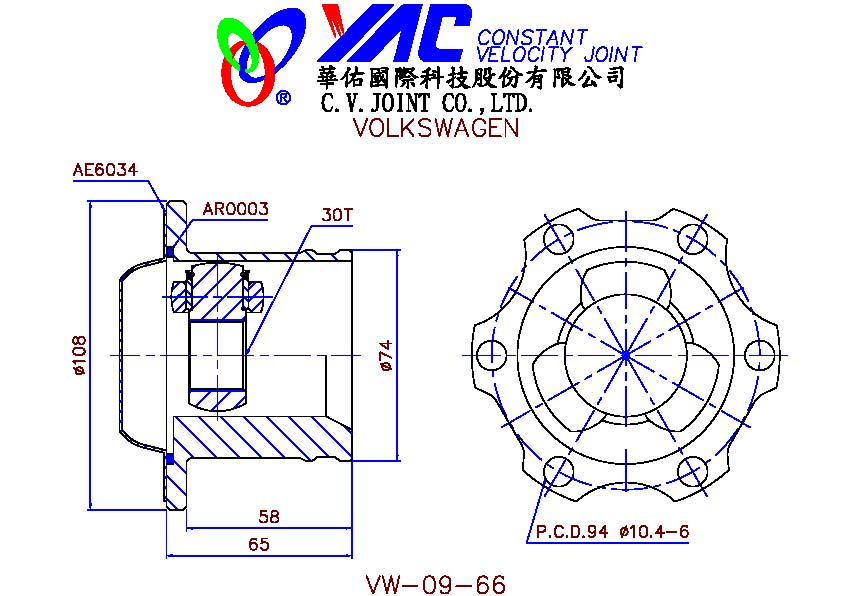 YAC CONSTANT
VELOCITY JOINT
華佑國際科技股份有限公司
® C.V.JOINT CO.,LTD.
VOLKSWAGEN
AE6034
AR0003
30T
ø108
ø74
58
65
P.C.D.94 ø10.4-6
VW-09-66